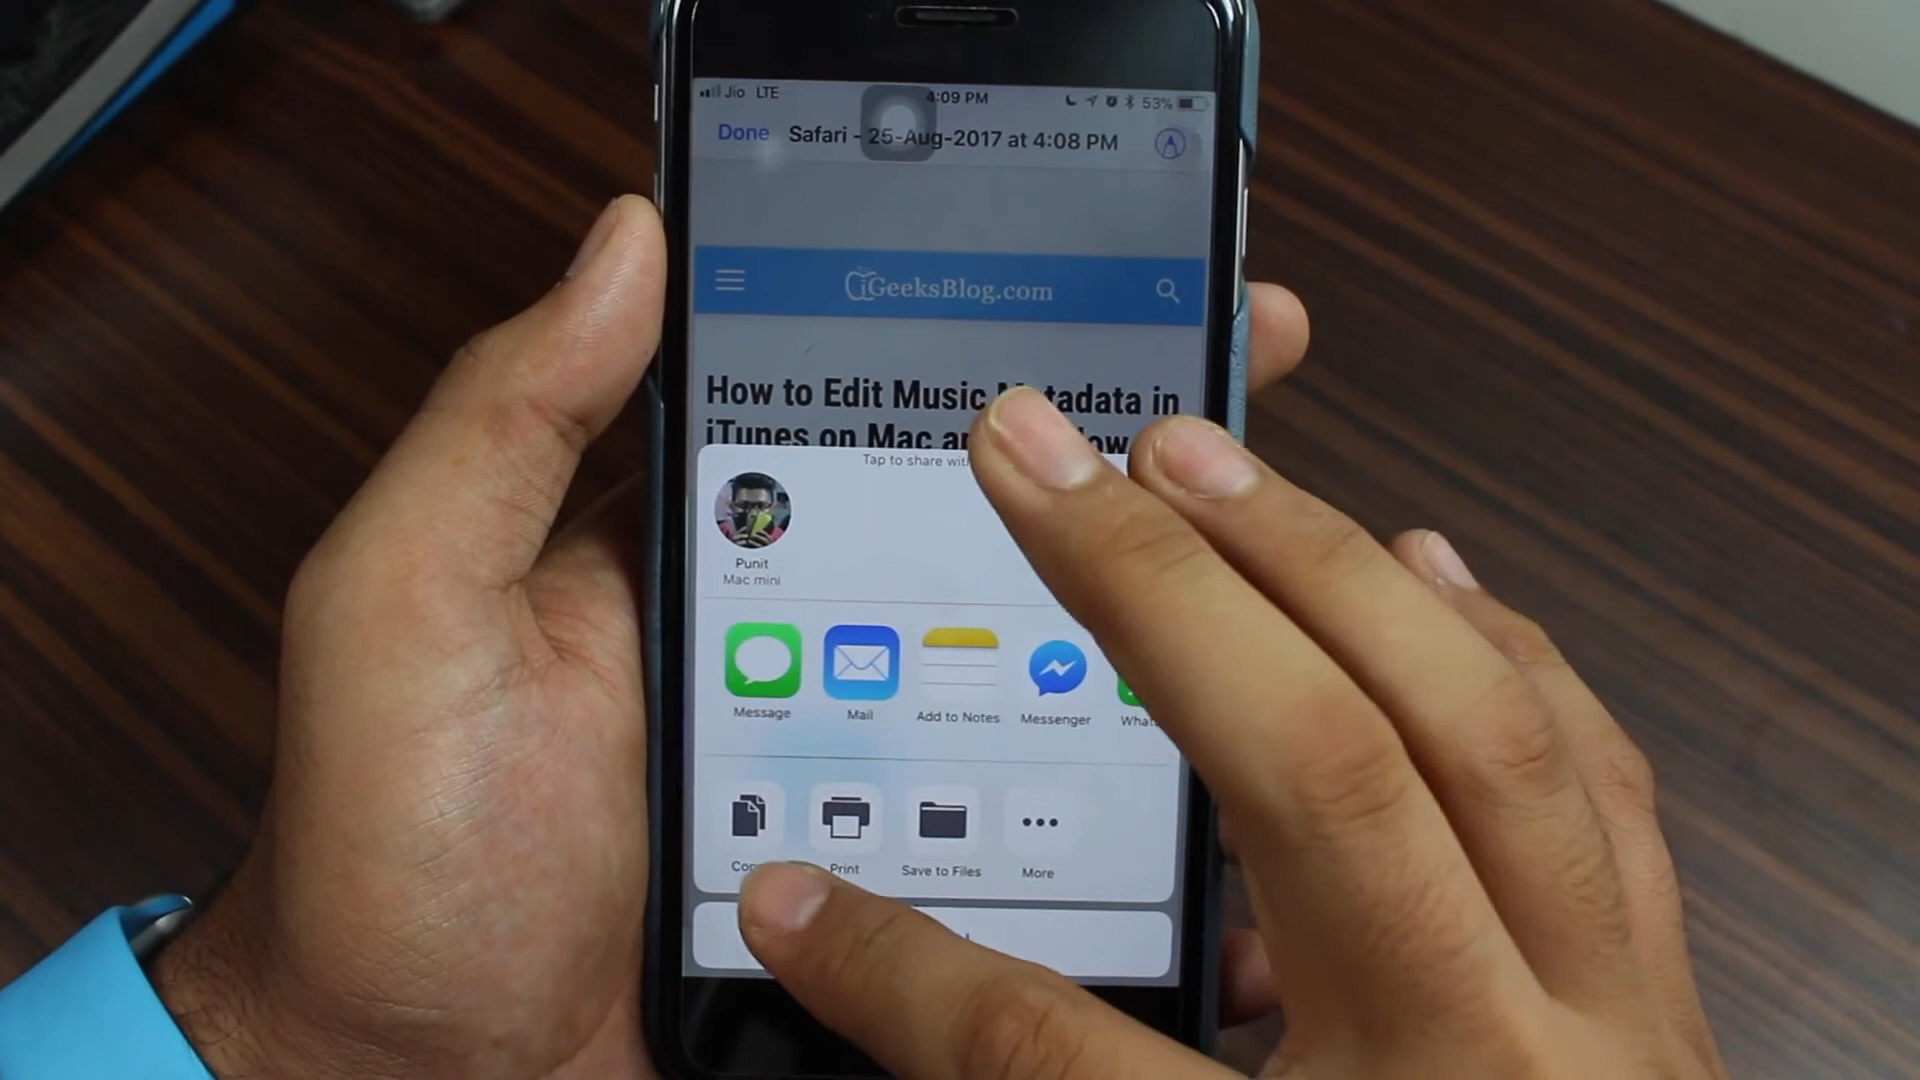 Jio LTE 4:09 PM 53%
Done Safari - 25-Aug-2017 at 4:08 PM
iGeeksBlog.com
How to Edit Music Metadata in
iTunes on Mac
Tap to share with
Punit
Mac mini
Message Mail Add to Notes Messenger
Print Save to Files More